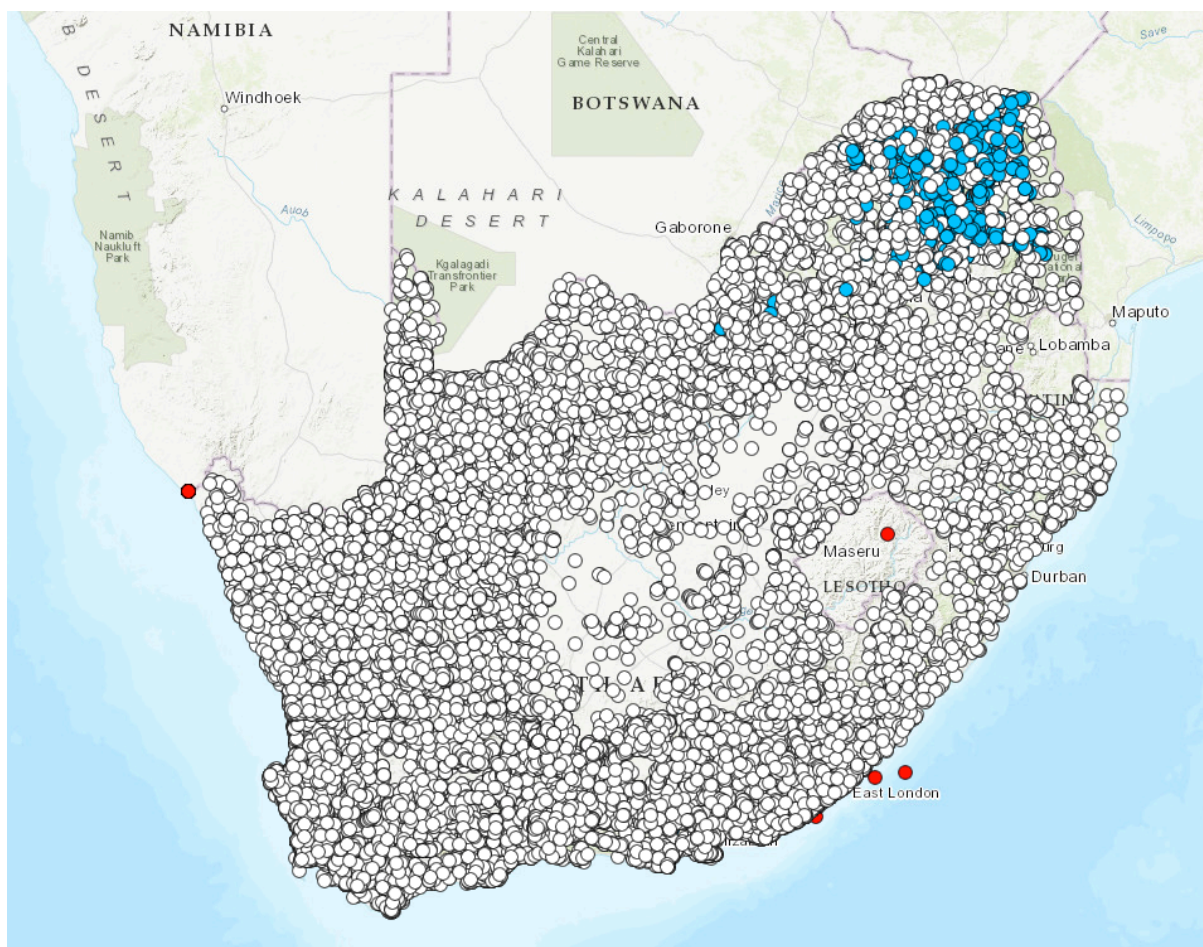 NAMIBIA
Windhoek
B DESERT
Namib
Naukluft
Park
Auob
Central
Kalahari
Game Reserve
BOTSWANA
Save
KALAHARI
DESERT
Gaborone
Kgalagadi
Transfrontier
Park
Limpopo
Maputo
Lobamba
Maseru
LESOTHO
Durban
East London